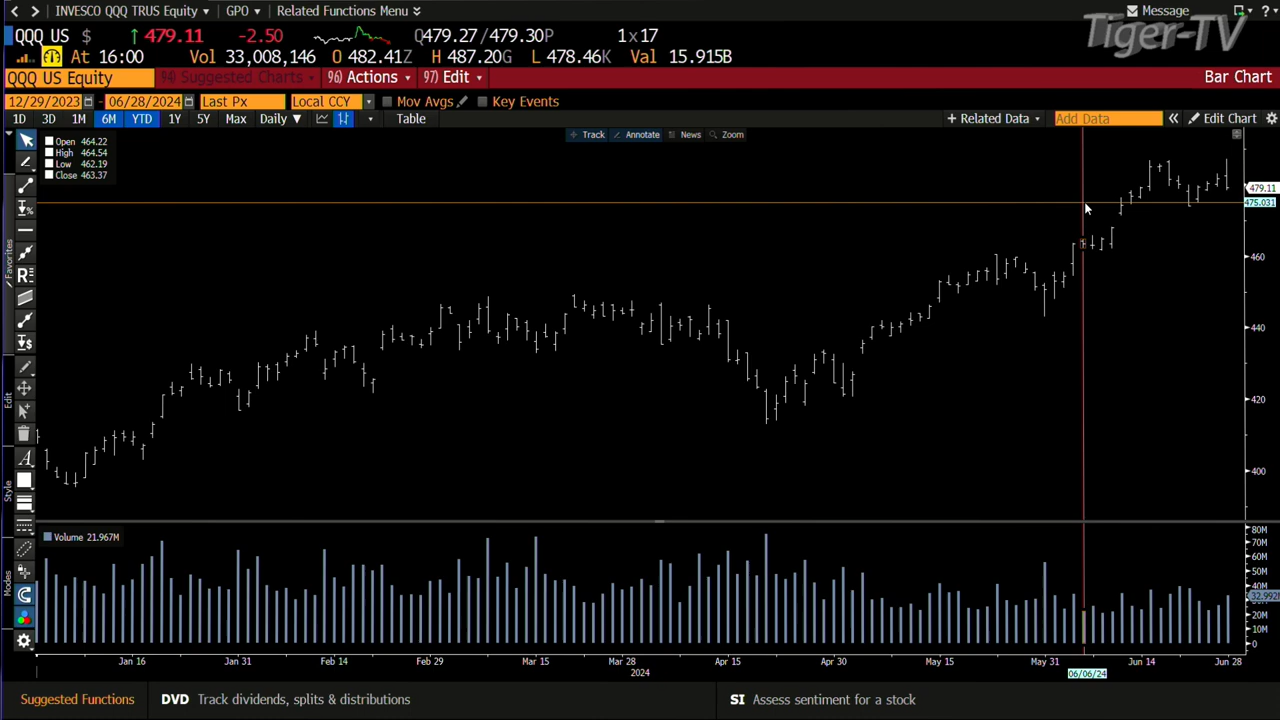 INVESCO QQQ TRUS Equity GPO Related Functions Menu Message ?
Tiger-TV
QQQ US $ 479.11 -2.50 Q479.27/479.30P 1x17
At 16:00 Vol 33,008,146 O 482.41Z H 487.20G L 478.46K Val 15.915B
QQQ US Equity 94) Suggested Charts 96) Actions 97) Edit Bar Chart
12/29/2023 - 06/28/2024 Last Px Local CCY Mov Avgs Key Events
1D 3D 1M 6M YTD 1Y 5Y Max Daily Table + Related Data Add Data Edit Chart
Track Annotate News Zoom
Open 464.22
High 464.54
Low 462.19
Close 463.37
479.11
475.031
460
440
420
400
Favorites
Edit
Style
Modes
Volume 21.967M
80M
70M
60M
50M
40M
32.992M
20M
10M
0
Jan 16 Jan 31 Feb 14 Feb 29 Mar 15 Mar 28 Apr 15 Apr 30 May 15 May 31 Jun 14 Jun 28
2024 06/06/24
Suggested Functions DVD Track dividends, splits & distributions SI Assess sentiment for a stock